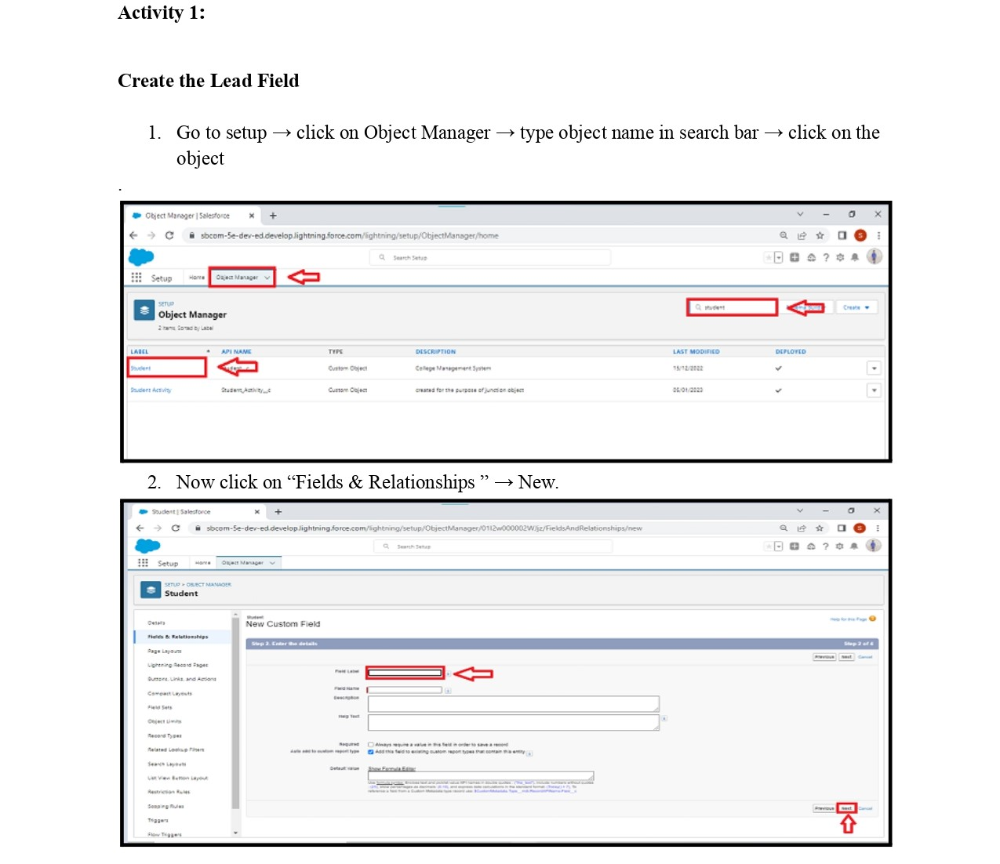 Activity 1:
Create the Lead Field
1. Go to setup → click on Object Manager → type object name in search bar → click on the
object
.
Object Manager | Salesforce
sbcom-5e-dev-ed.develop.lightning.force.com/lightning/setup/ObjectManager/home
S
Search Setup
Setup Home Object Manager
SETUP
Object Manager
2 Items, Sorted by Label
student
Create
LABEL API NAME TYPE DESCRIPTION LAST MODIFIED DEPLOYED
Student Custom Object College Management System 15/12/2022
Student Activity Student_Activity__c Custom Object created for the purpose of junction object 05/01/2023
2. Now click on “Fields & Relationships ” → New.
Student | Salesforce
sbcom-5e-dev-ed.develop.lightning.force.com/lightning/setup/ObjectManager/01I2w000002WJjz/FieldsAndRelationships/new
S
Search Setup
Setup Home Object Manager
SETUP > OBJECT MANAGER
Student
Details
Fields & Relationships
Page Layouts
Lightning Record Pages
Buttons, Links, and Actions
Compact Layouts
Field Sets
Object Limits
Record Types
Related Lookup Filters
Search Layouts
List View Button Layout
Restriction Rules
Scoping Rules
Triggers
Flow Triggers
Student
New Custom Field
Help for this Page
Step 2. Enter the details Step 2 of 4
Previous Next Cancel
Field Label
Field Name
Description
Help Text
Required Always require a value in this field in order to save a record
Auto add to custom report type Add this field to existing custom report types that contain this entity
Default Value Show Formula Editor
Previous Next Cancel